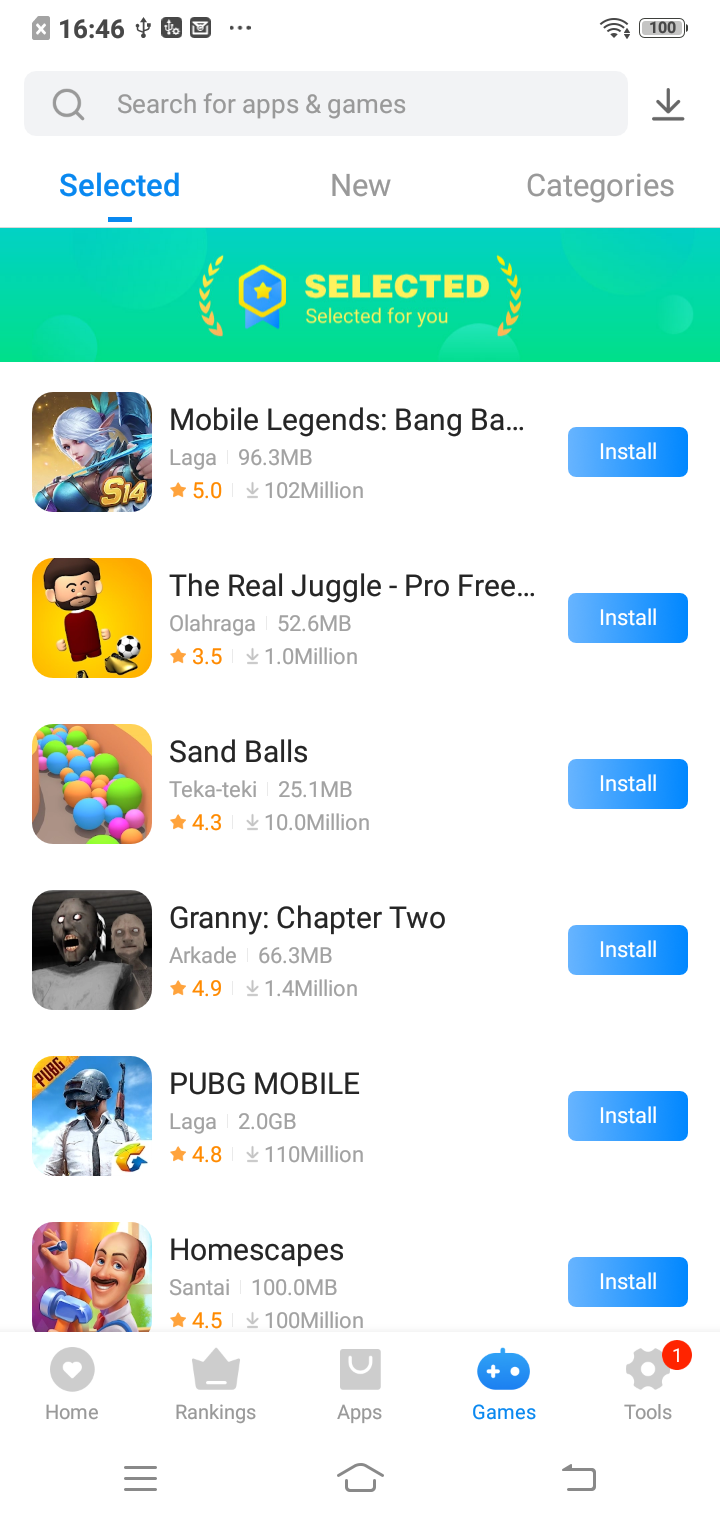 16:46
100
Search for apps & games
Selected
New
Categories
SELECTED
Selected for you
Mobile Legends: Bang Ba...
Laga
96.3MB
5.0
102Million
S14
Install
The Real Juggle - Pro Free...
Olahraga
52.6MB
3.5
1.0Million
Install
Sand Balls
Teka-teki
25.1MB
4.3
10.0Million
Install
Granny: Chapter Two
Arkade
66.3MB
4.9
1.4Million
Install
PUBG
PUBG MOBILE
Laga
2.0GB
4.8
110Million
Install
Homescapes
Santai
100.0MB
4.5
100Million
Install
Home
Rankings
Apps
Games
1
Tools